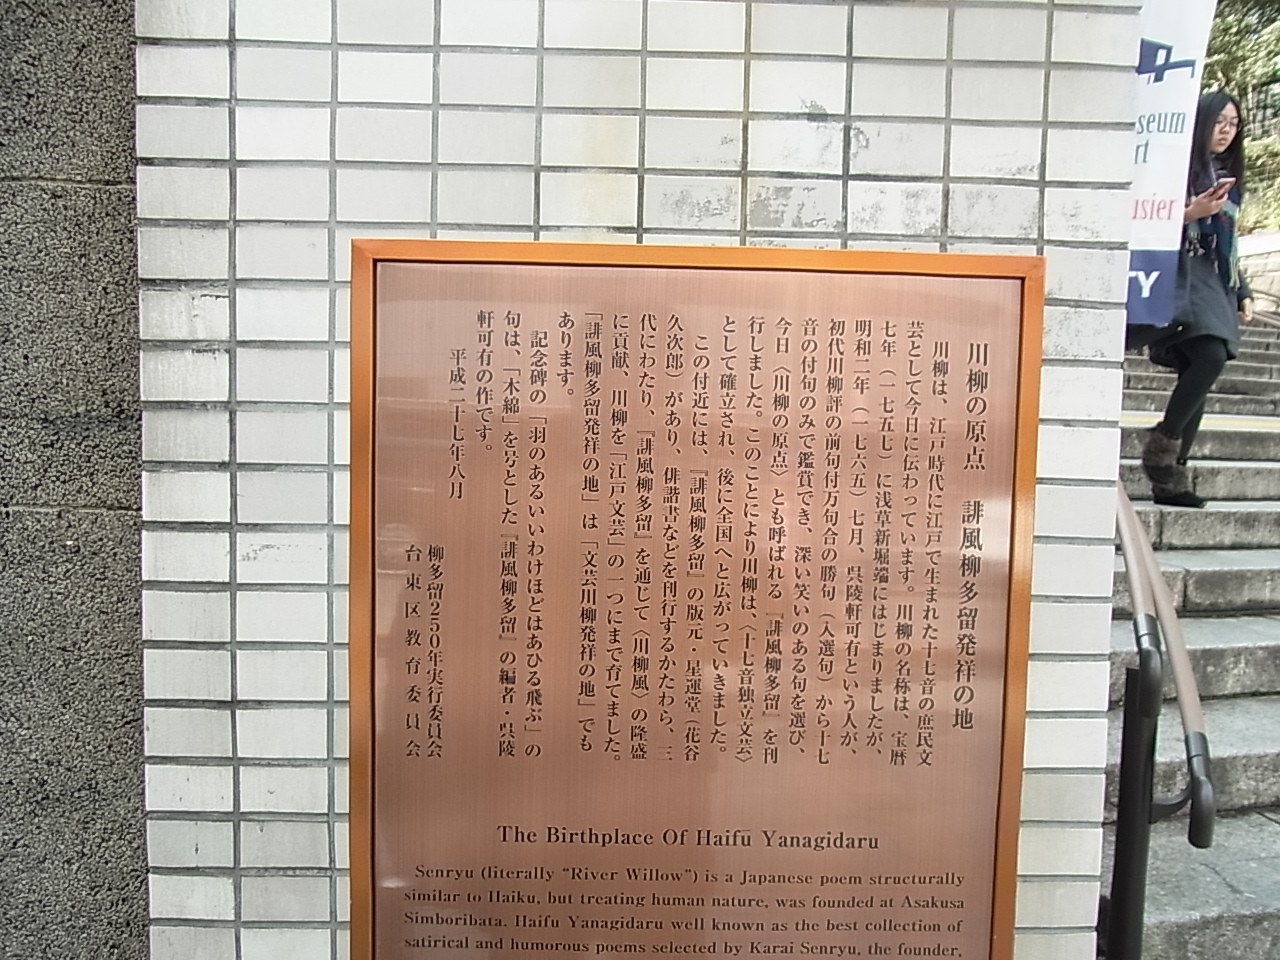 川柳の原点　誹風柳多留発祥の地
川柳は、江戸時代に江戸で生まれた十七音の庶民文
芸として今日に伝わっています。川柳の名称は、宝暦
七年（一七五七）に浅草新堀端にはじまりましたが、
明和二年（一七六五）七月、呉陵軒可有という人が、
初代川柳評の前句付万句合の勝句（入選句）から十七
音の付句のみで鑑賞でき、深い笑いのある句を選び、
今日〈川柳の原点〉とも呼ばれる『誹風柳多留』を刊
行しました。このことにより川柳は、〈十七音独立文芸〉
として確立され、後に全国へと広がっていきました。
この付近には、『誹風柳多留』の版元・星運堂（花谷
久次郎）があり、俳諧書などを刊行するかたわら、三
代にわたり、『誹風柳多留』を通じて〈川柳風〉の隆盛
に貢献、川柳を「江戸文芸」の一つにまで育てました。
「誹風柳多留発祥の地」は「文芸川柳発祥の地」でも
あります。
記念碑の「羽のあるいいわけほどはあひる飛ぶ」の
句は、「木綿」を号とした『誹風柳多留』の編者・呉陵
軒可有の作です。
平成二十七年八月
柳多留250年実行委員会
台東区教育委員会
The Birthplace Of Haifū Yanagidaru
Senryu (literally "River Willow") is a Japanese poem structurally
similar to Haiku, but treating human nature, was founded at Asakusa
Simboribata. Haifu Yanagidaru well known as the best collection of
satirical and humorous poems selected by Karai Senryu, the founder,
seum
rt
usier
TY